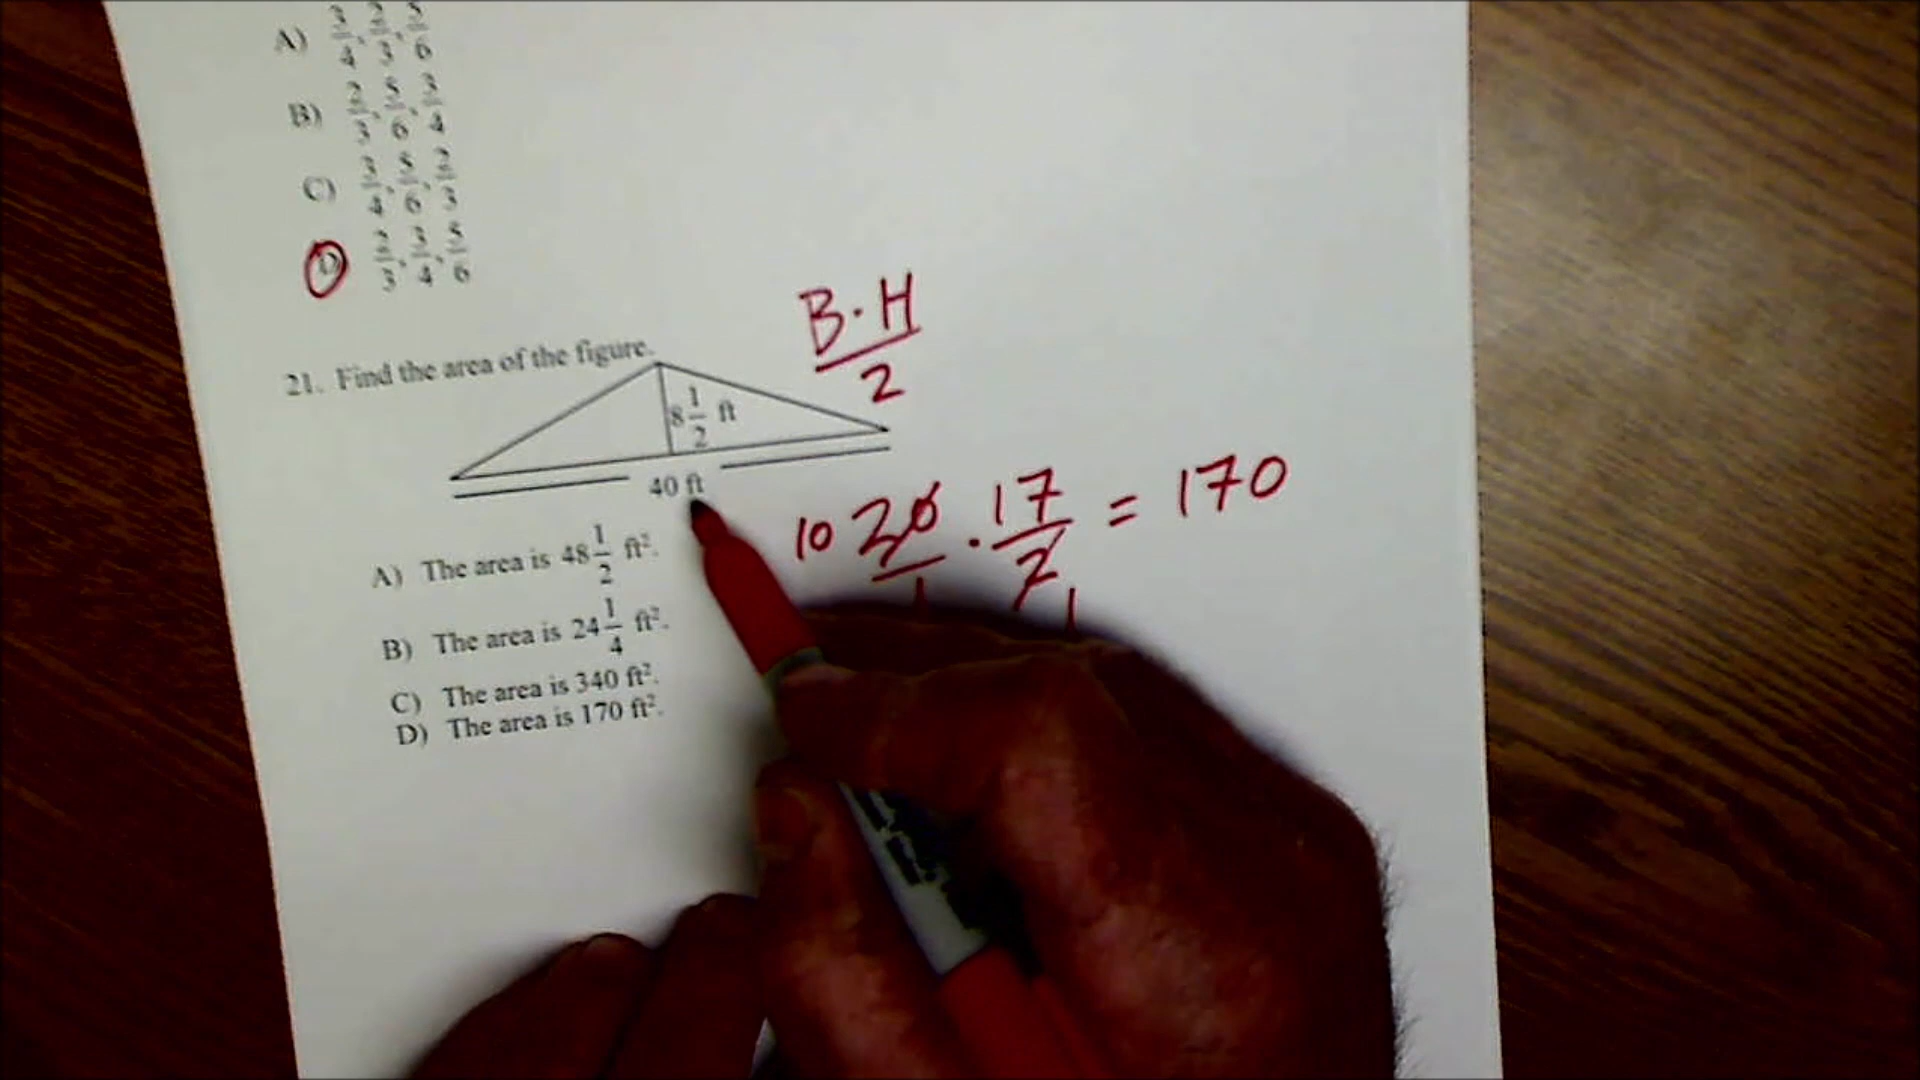 A) 3/4, 2/3, 5/6
B) 2/3, 5/6, 3/4
C) 3/4, 5/6, 2/3
D) 2/3, 3/4, 5/6
21. Find the area of the figure.
B·H/2
8 1/2 ft
40 ft
10 20/1 · 17/2 = 170
1
A) The area is 48 1/2 ft².
B) The area is 24 1/4 ft².
C) The area is 340 ft².
D) The area is 170 ft².